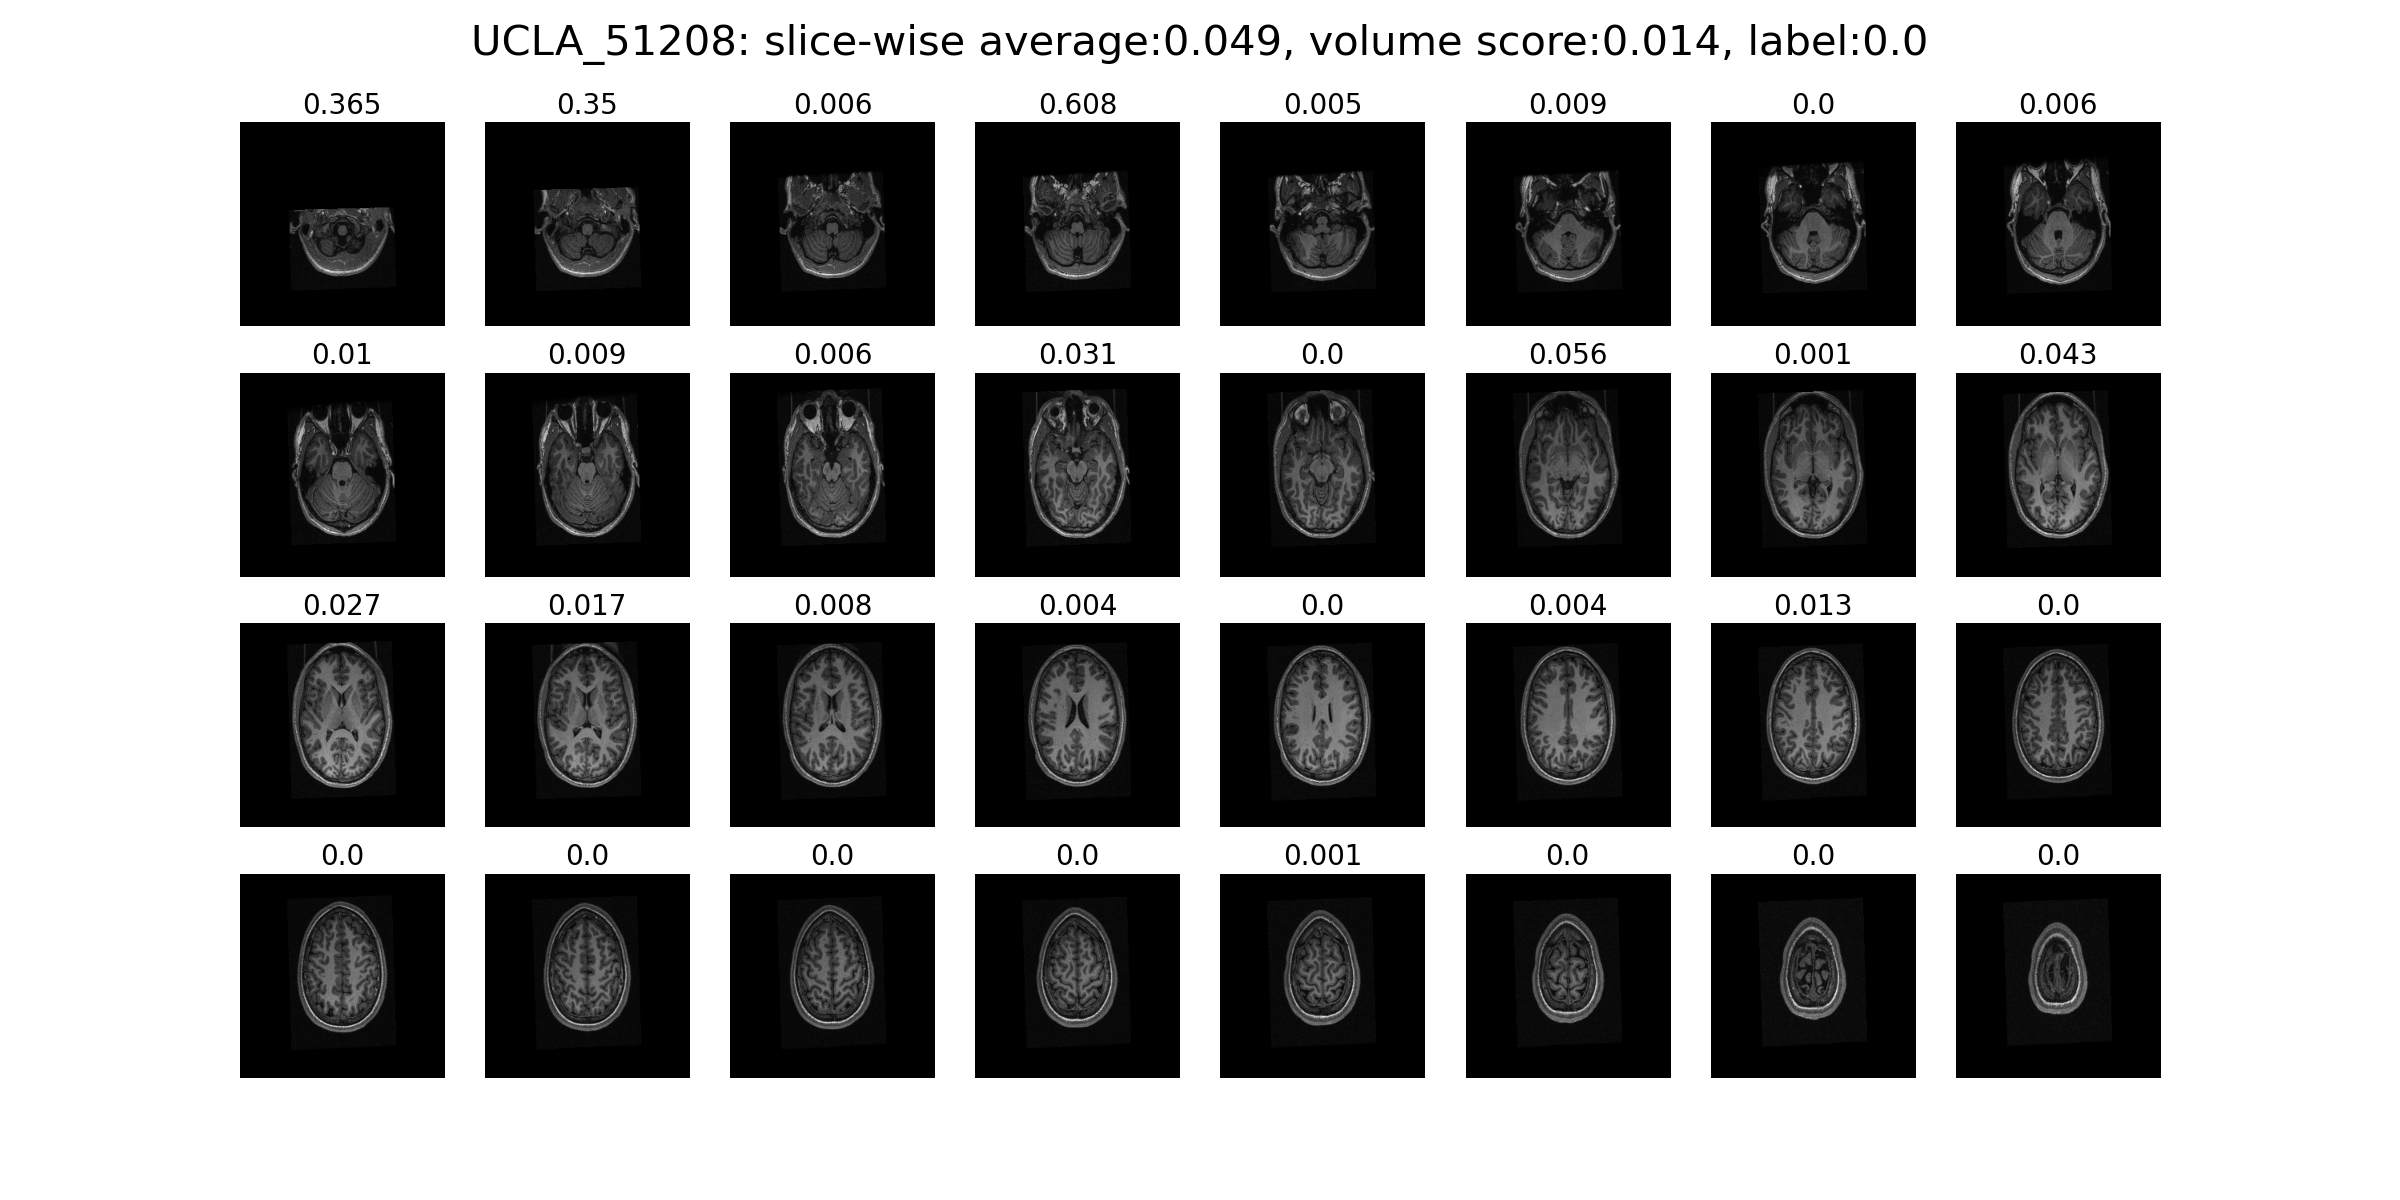 UCLA_51208: slice-wise average:0.049, volume score:0.014, label:0.0
0.365 0.35 0.006 0.608 0.005 0.009 0.0 0.006
0.01 0.009 0.006 0.031 0.0 0.056 0.001 0.043
0.027 0.017 0.008 0.004 0.0 0.004 0.013 0.0
0.0 0.0 0.0 0.0 0.001 0.0 0.0 0.0